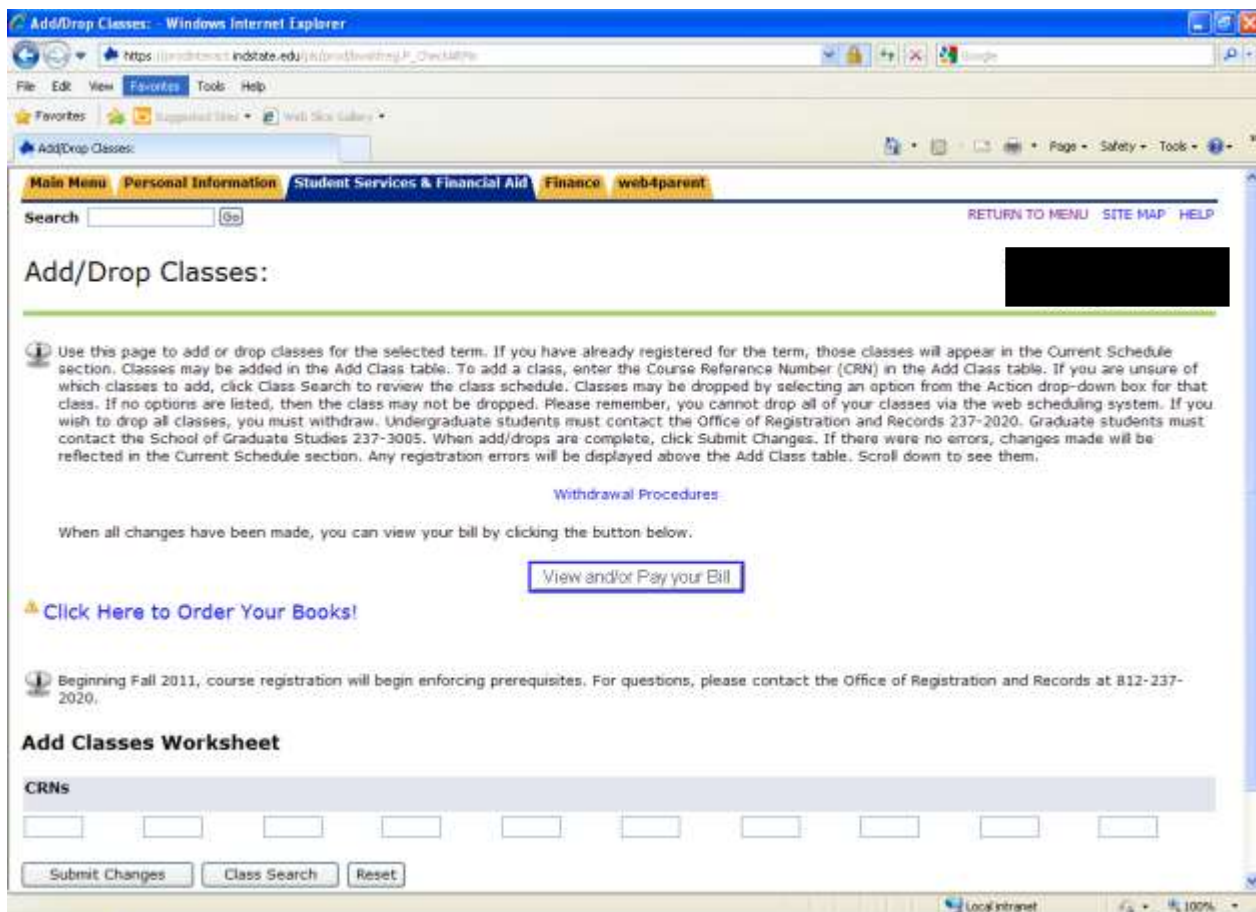 Add/Drop Classes: - Windows Internet Explorer
https indstate.edu
File Edit View Favorites Tools Help
Favorites Suggested Sites Web Slice Gallery
Add/Drop Classes: Page Safety Tools
Main Menu Personal Information Student Services & Financial Aid Finance web4parent
Search Go RETURN TO MENU SITE MAP HELP
Add/Drop Classes:
Use this page to add or drop classes for the selected term. If you have already registered for the term, those classes will appear in the Current Schedule
section. Classes may be added in the Add Class table. To add a class, enter the Course Reference Number (CRN) in the Add Class table. If you are unsure of
which classes to add, click Class Search to review the class schedule. Classes may be dropped by selecting an option from the Action drop-down box for that
class. If no options are listed, then the class may not be dropped. Please remember, you cannot drop all of your classes via the web scheduling system. If you
wish to drop all classes, you must withdraw. Undergraduate students must contact the Office of Registration and Records 237-2020. Graduate students must
contact the School of Graduate Studies 237-3005. When add/drops are complete, click Submit Changes. If there were no errors, changes made will be
reflected in the Current Schedule section. Any registration errors will be displayed above the Add Class table. Scroll down to see them.
Withdrawal Procedures
When all changes have been made, you can view your bill by clicking the button below.
View and/or Pay your Bill
Click Here to Order Your Books!
Beginning Fall 2011, course registration will begin enforcing prerequisites. For questions, please contact the Office of Registration and Records at 812-237-
2020.
Add Classes Worksheet
CRNs
Submit Changes Class Search Reset
Local intranet 100%